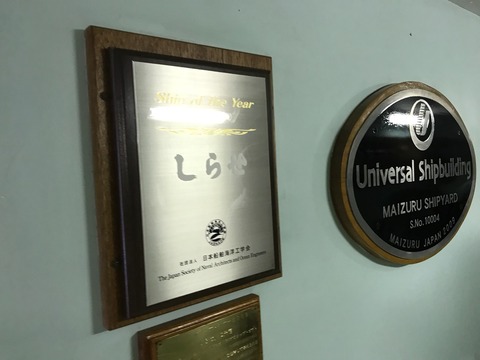 Ship of the Year
しらせ
社団法人 日本船舶海洋工学会
The Japan Society of Naval Architects and Ocean Engineers
Universal Shipbuilding
MAIZURU SHIPYARD
S.No. 10004
MAIZURU JAPAN 2009